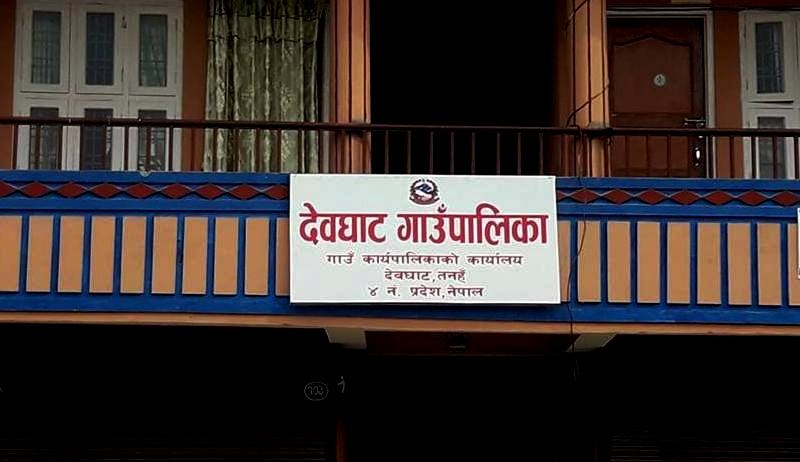 देवघाट गाउँपालिका
गाउँ कार्यपालिकाको कार्यालय
देवघाट,तनहुँ
४ नं. प्रदेश,नेपाल